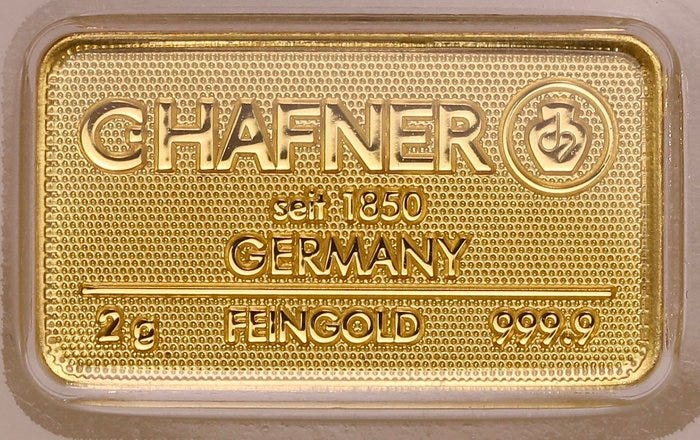 C·HAFNER
seit 1850
GERMANY
2 g FEINGOLD 999.9